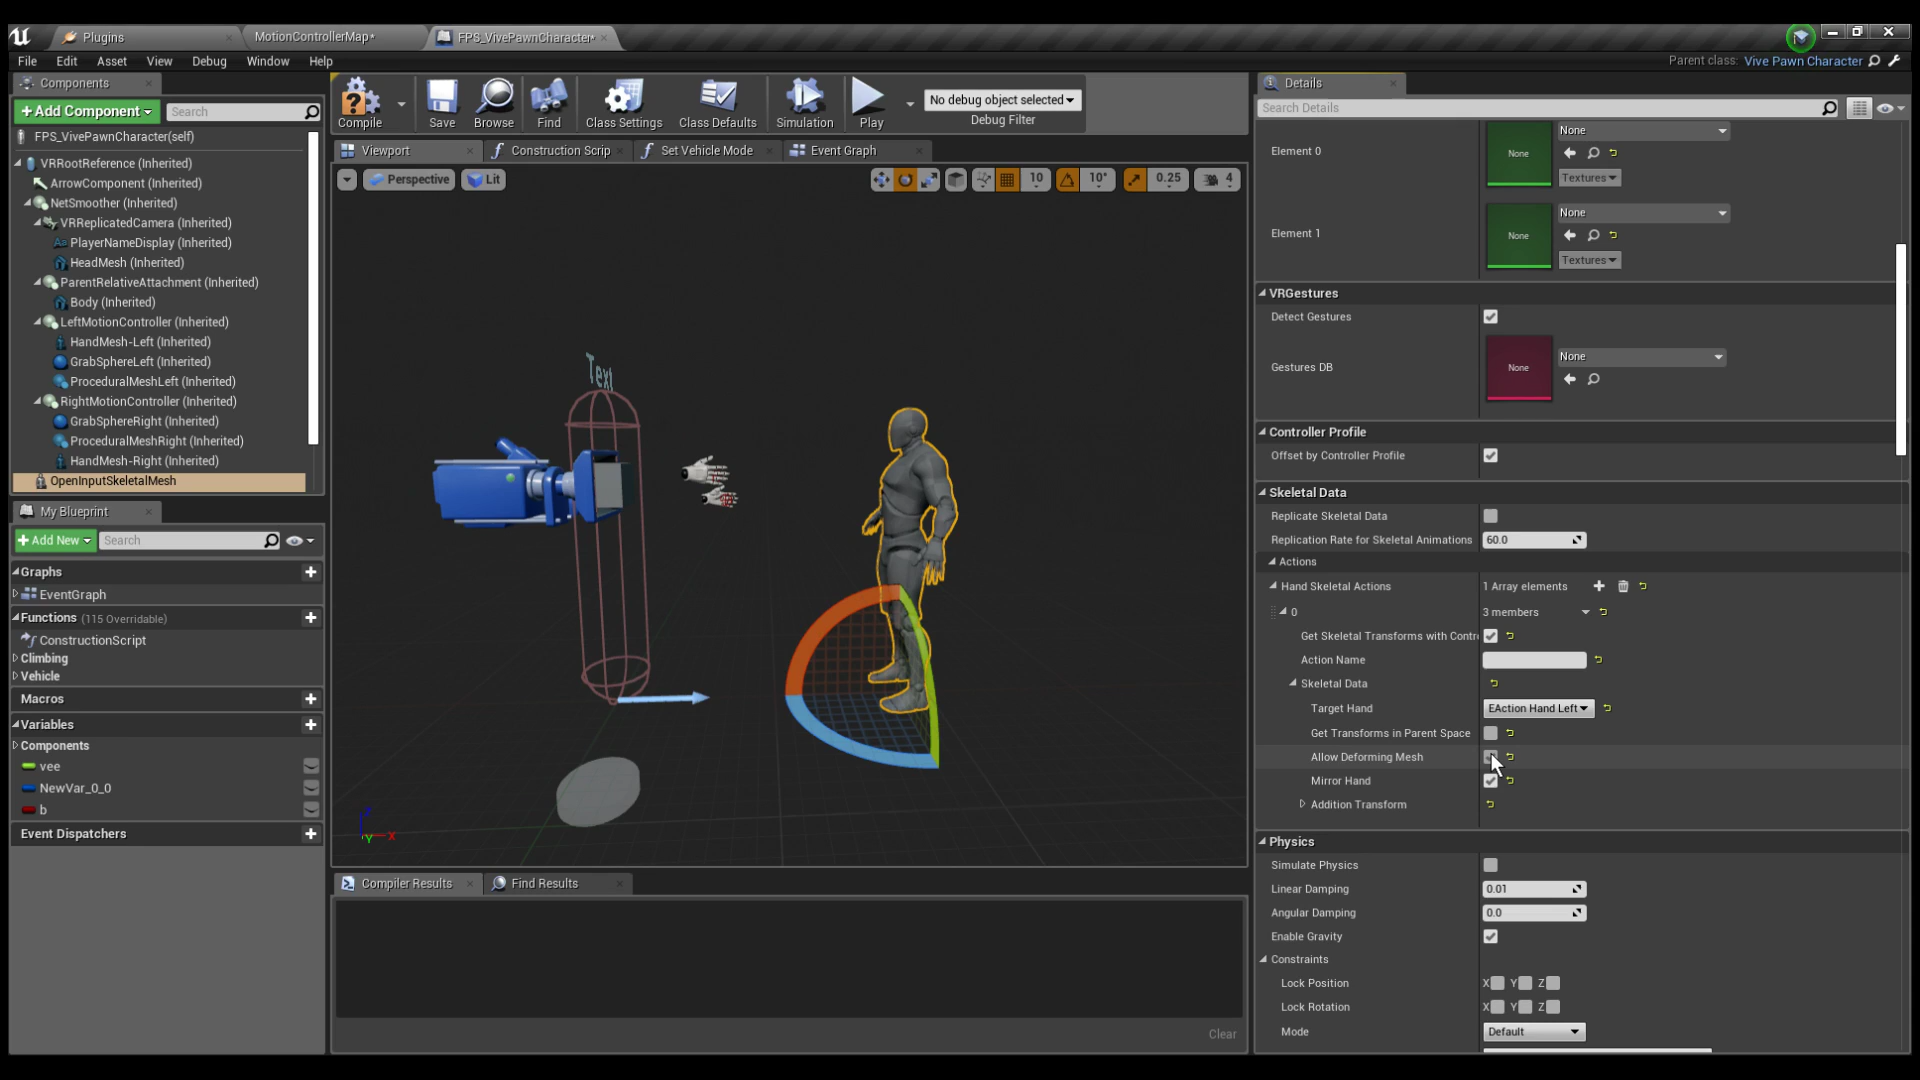 Plugins
MotionControllerMap*
FPS_VivePawnCharacter*
File Edit Asset View Debug Window Help
Parent class: Vive Pawn Character
Components
+Add Component
Search
FPS_VivePawnCharacter(self)
VRRootReference (Inherited)
ArrowComponent (Inherited)
NetSmoother (Inherited)
VRReplicatedCamera (Inherited)
PlayerNameDisplay (Inherited)
HeadMesh (Inherited)
ParentRelativeAttachment (Inherited)
Body (Inherited)
LeftMotionController (Inherited)
HandMesh-Left (Inherited)
GrabSphereLeft (Inherited)
ProceduralMeshLeft (Inherited)
RightMotionController (Inherited)
GrabSphereRight (Inherited)
ProceduralMeshRight (Inherited)
HandMesh-Right (Inherited)
OpenInputSkeletalMesh
My Blueprint
+Add New
Search
Graphs
EventGraph
Functions (115 Overridable)
ConstructionScript
Climbing
Vehicle
Macros
Variables
Components
vee
NewVar_0_0
b
Event Dispatchers
Compile
Save
Browse
Find
Class Settings
Class Defaults
Simulation
Play
No debug object selected
Debug Filter
Viewport
Construction Scrip
Set Vehicle Mode
Event Graph
Perspective
Lit
10
10°
0.25
4
Text
Z
Y
X
Compiler Results
Find Results
Clear
Details
Search Details
Element 0
None
None
Textures
Element 1
None
None
Textures
VRGestures
Detect Gestures
Gestures DB
None
None
Controller Profile
Offset by Controller Profile
Skeletal Data
Replicate Skeletal Data
Replication Rate for Skeletal Animations 60.0
Actions
Hand Skeletal Actions 1 Array elements
0 3 members
Get Skeletal Transforms with Contr
Action Name
Skeletal Data
Target Hand EAction Hand Left
Get Transforms in Parent Space
Allow Deforming Mesh
Mirror Hand
Addition Transform
Physics
Simulate Physics
Linear Damping 0.01
Angular Damping 0.0
Enable Gravity
Constraints
Lock Position X Y Z
Lock Rotation X Y Z
Mode Default